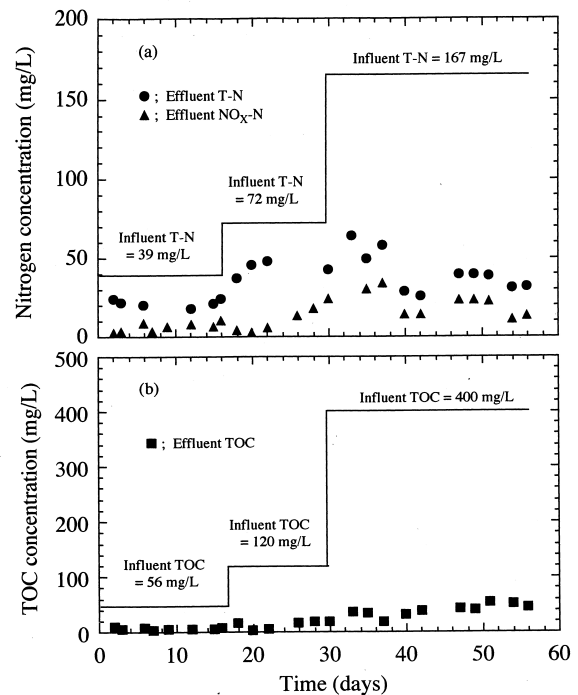 Nitrogen concentration (mg/L)
200
150
100
50
0
(a)
● ; Effluent T-N
▲ ; Effluent NOX-N
Influent T-N
= 39 mg/L
Influent T-N
= 72 mg/L
Influent T-N = 167 mg/L
TOC concentration (mg/L)
500
400
300
200
100
0
(b)
■ ; Effluent TOC
Influent TOC
= 56 mg/L
Influent TOC
= 120 mg/L
Influent TOC = 400 mg/L
0 10 20 30 40 50 60
Time (days)